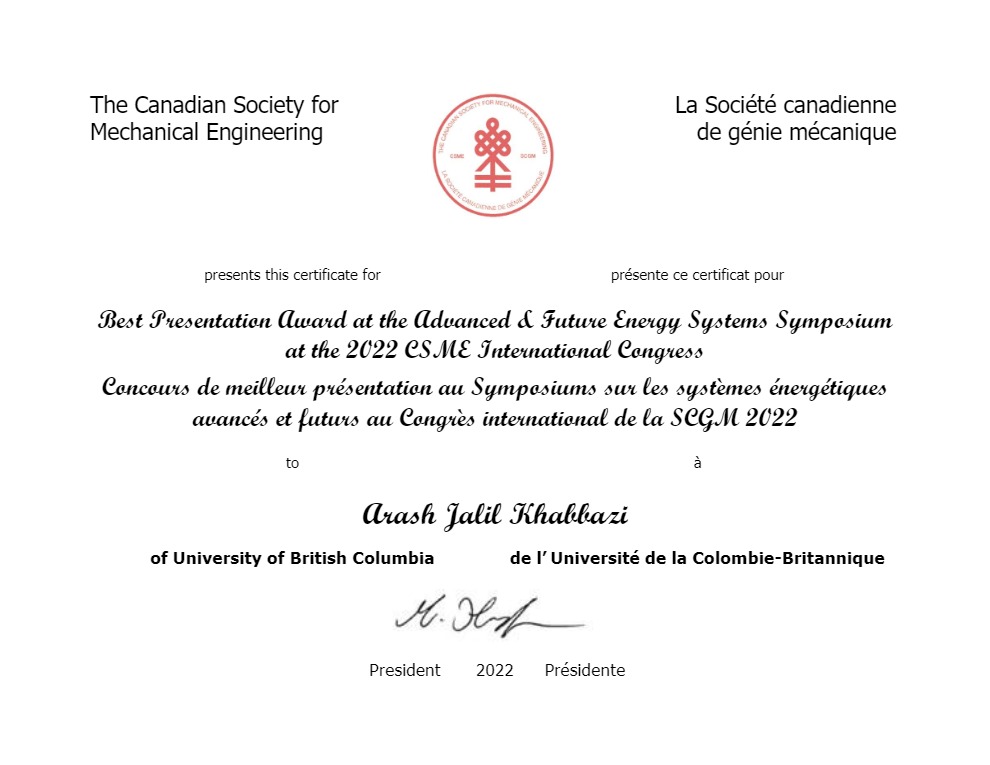 The Canadian Society for
Mechanical Engineering
La Société canadienne
de génie mécanique
THE CANADIAN SOCIETY FOR MECHANICAL ENGINEERING
CSME
SCGM
LA SOCIÉTÉ CANADIENNE DE GÉNIE MÉCANIQUE
presents this certificate for
présente ce certificat pour
Best Presentation Award at the Advanced & Future Energy Systems Symposium
at the 2022 CSME International Congress
Concours de meilleur présentation au Symposiums sur les systèmes énergétiques
avancés et futurs au Congrès international de la SCGM 2022
to
à
Arash Jalil Khabbazi
of University of British Columbia
de l’ Université de la Colombie-Britannique
President 2022 Présidente